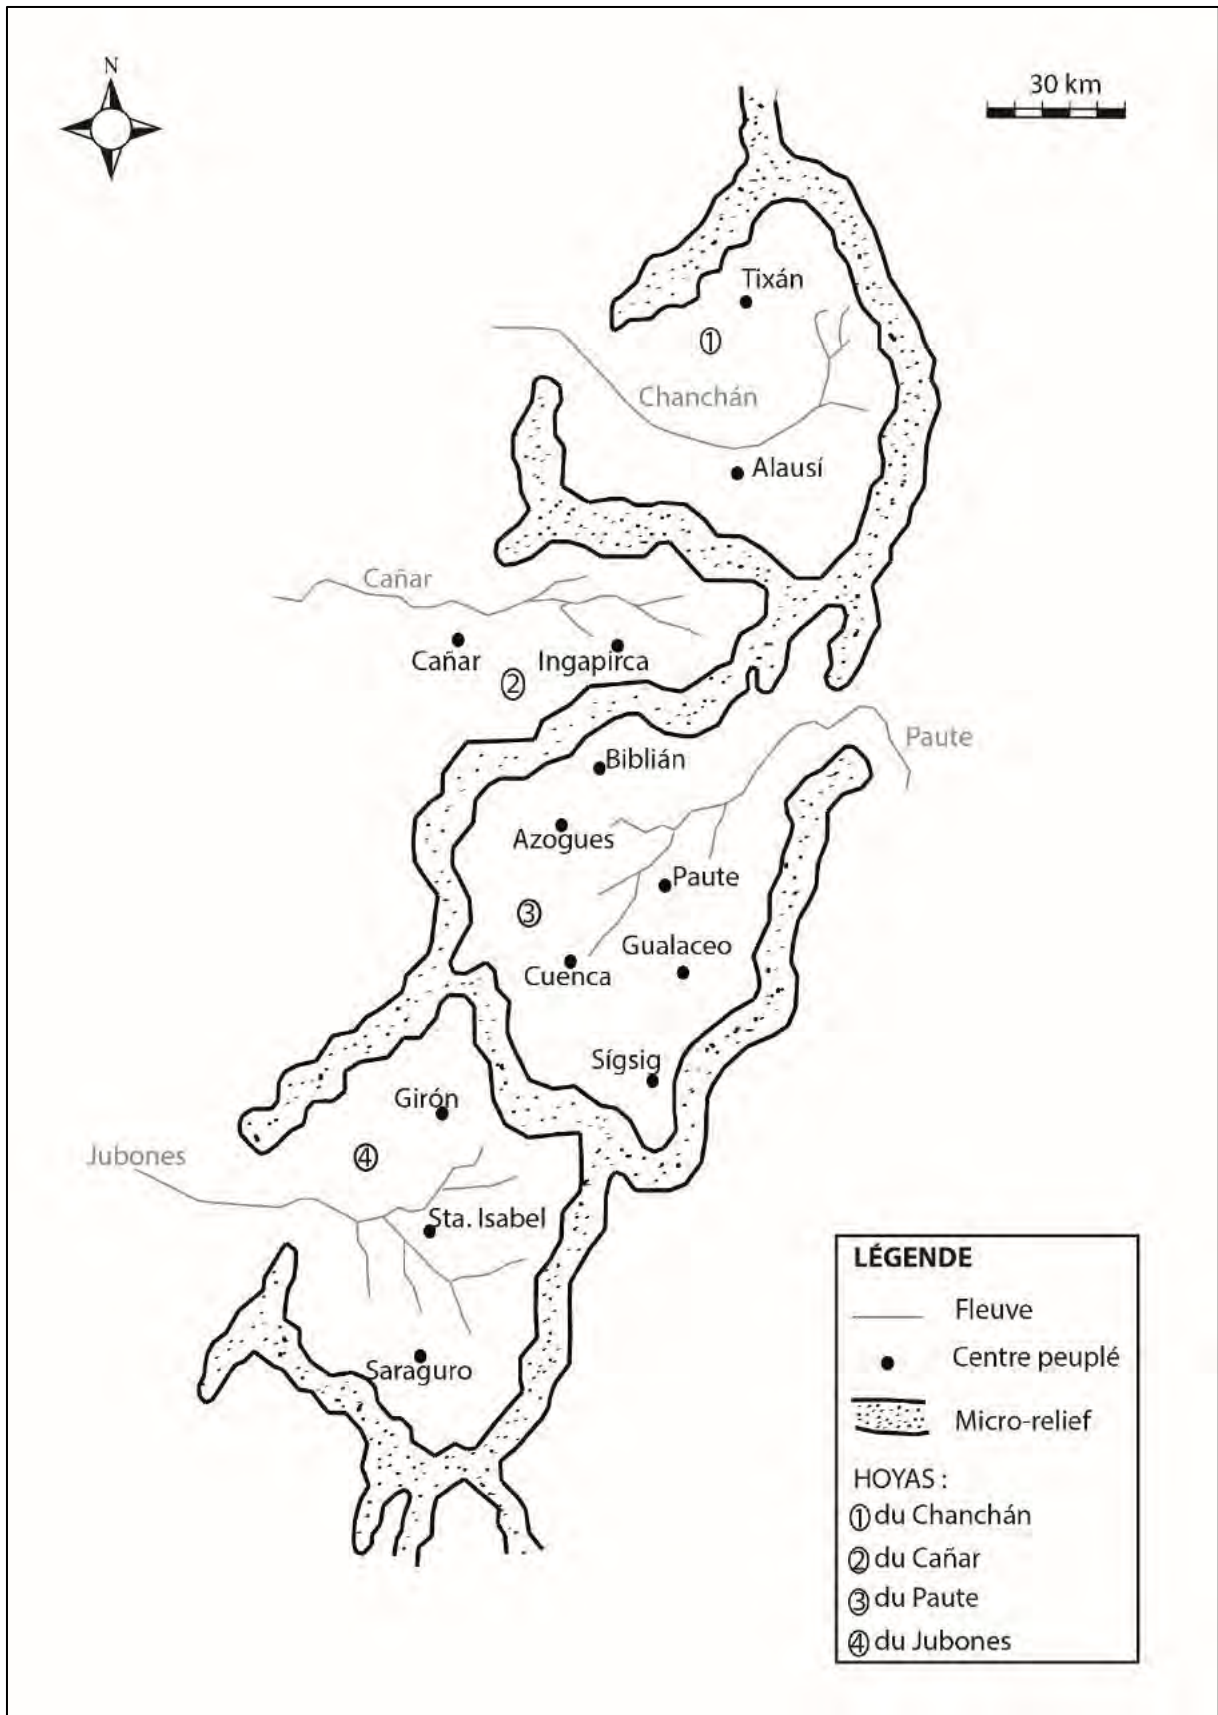 N
30 km
Tixán
①
Chanchán
Alausí
Cañar
Cañar
Ingapirca
②
Paute
Biblián
Azogues
Paute
③
Gualaceo
Cuenca
Sígsig
Girón
Jubones
④
Sta. Isabel
Saraguro
LÉGENDE
Fleuve
Centre peuplé
Micro-relief
HOYAS :
① du Chanchán
② du Cañar
③ du Paute
④ du Jubones